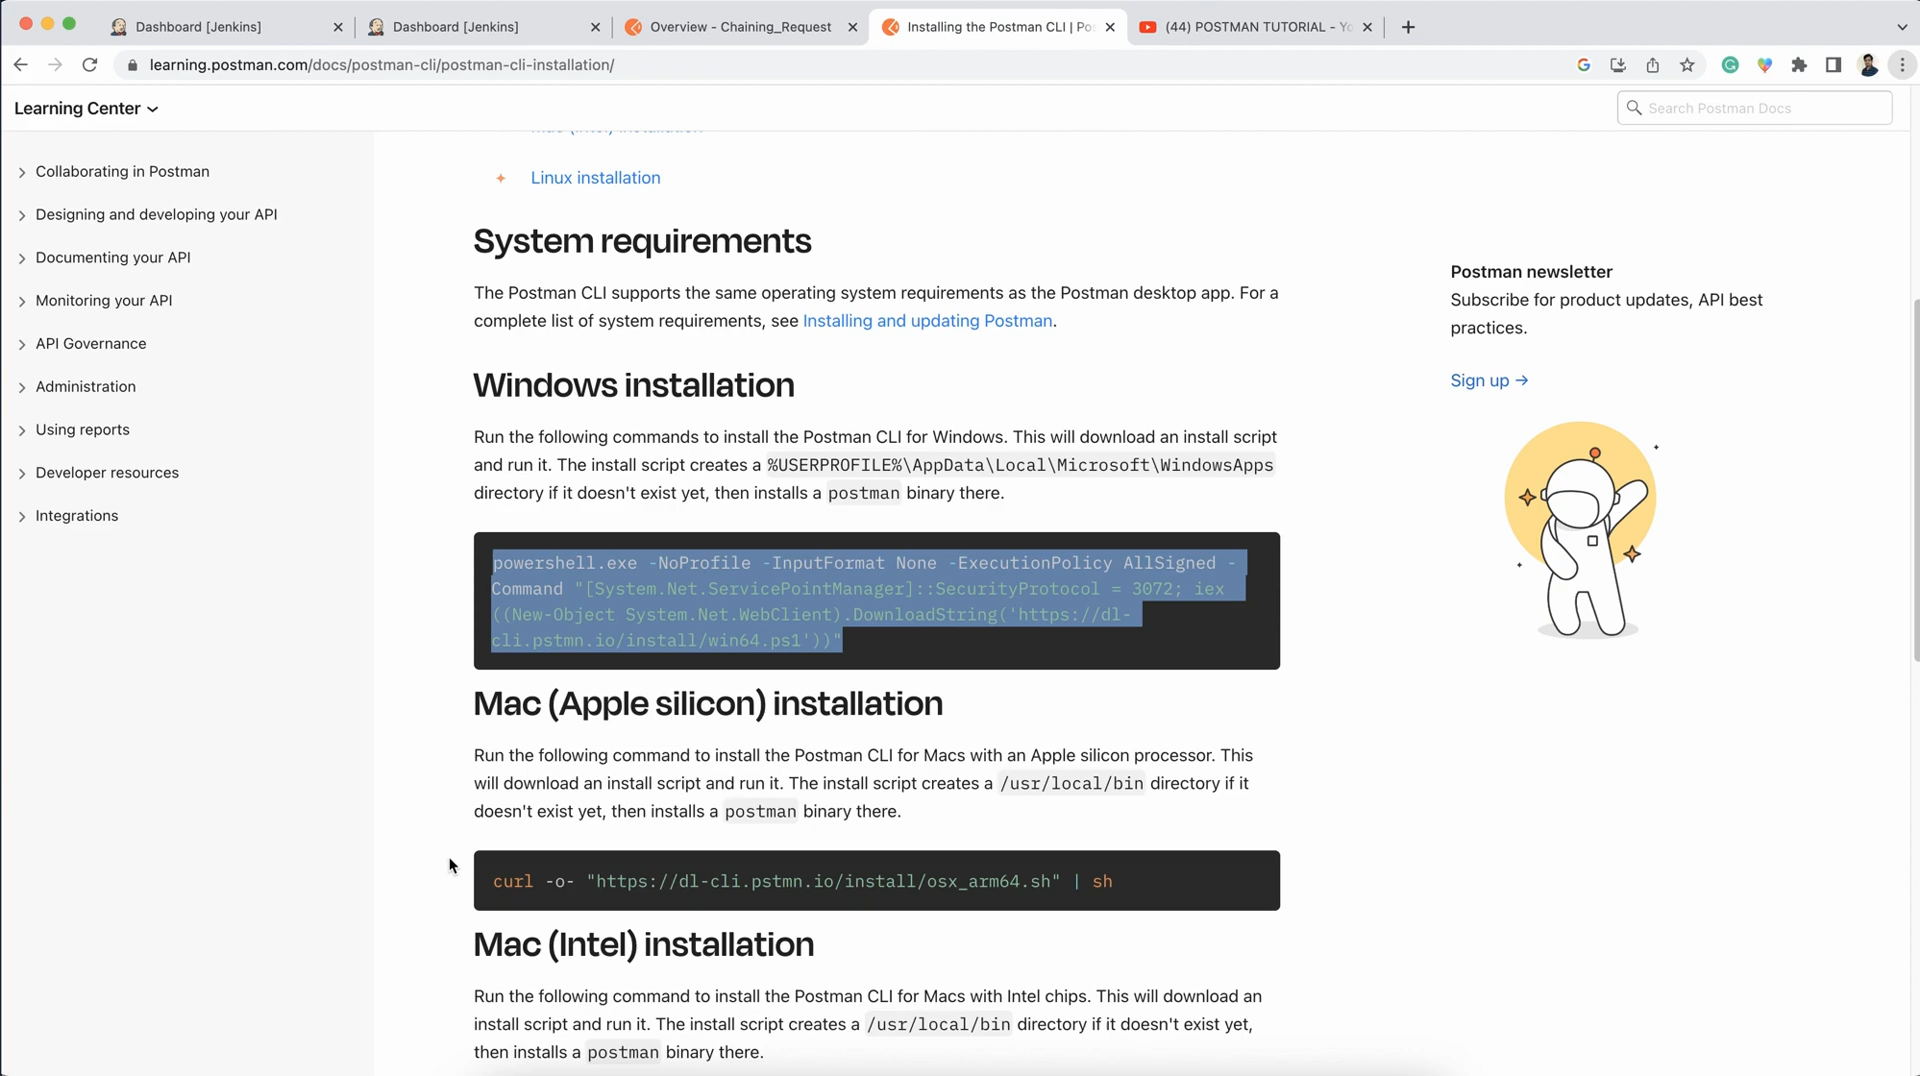 Dashboard [Jenkins]
Dashboard [Jenkins]
Overview - Chaining_Request
Installing the Postman CLI | Pos
(44) POSTMAN TUTORIAL - Yo
learning.postman.com/docs/postman-cli/postman-cli-installation/
Learning Center
Search Postman Docs
Collaborating in Postman
Designing and developing your API
Documenting your API
Monitoring your API
API Governance
Administration
Using reports
Developer resources
Integrations
Mac (Intel) installation
Linux installation
System requirements
The Postman CLI supports the same operating system requirements as the Postman desktop app. For a
complete list of system requirements, see Installing and updating Postman.
Windows installation
Run the following commands to install the Postman CLI for Windows. This will download an install script
and run it. The install script creates a %USERPROFILE%\AppData\Local\Microsoft\WindowsApps
directory if it doesn't exist yet, then installs a postman binary there.
powershell.exe -NoProfile -InputFormat None -ExecutionPolicy AllSigned -
Command "[System.Net.ServicePointManager]::SecurityProtocol = 3072; iex
((New-Object System.Net.WebClient).DownloadString('https://dl-
cli.pstmn.io/install/win64.ps1'))"
Mac (Apple silicon) installation
Run the following command to install the Postman CLI for Macs with an Apple silicon processor. This
will download an install script and run it. The install script creates a /usr/local/bin directory if it
doesn't exist yet, then installs a postman binary there.
curl -o- "https://dl-cli.pstmn.io/install/osx_arm64.sh" | sh
Mac (Intel) installation
Run the following command to install the Postman CLI for Macs with Intel chips. This will download an
install script and run it. The install script creates a /usr/local/bin directory if it doesn't exist yet,
then installs a postman binary there.
Postman newsletter
Subscribe for product updates, API best
practices.
Sign up →